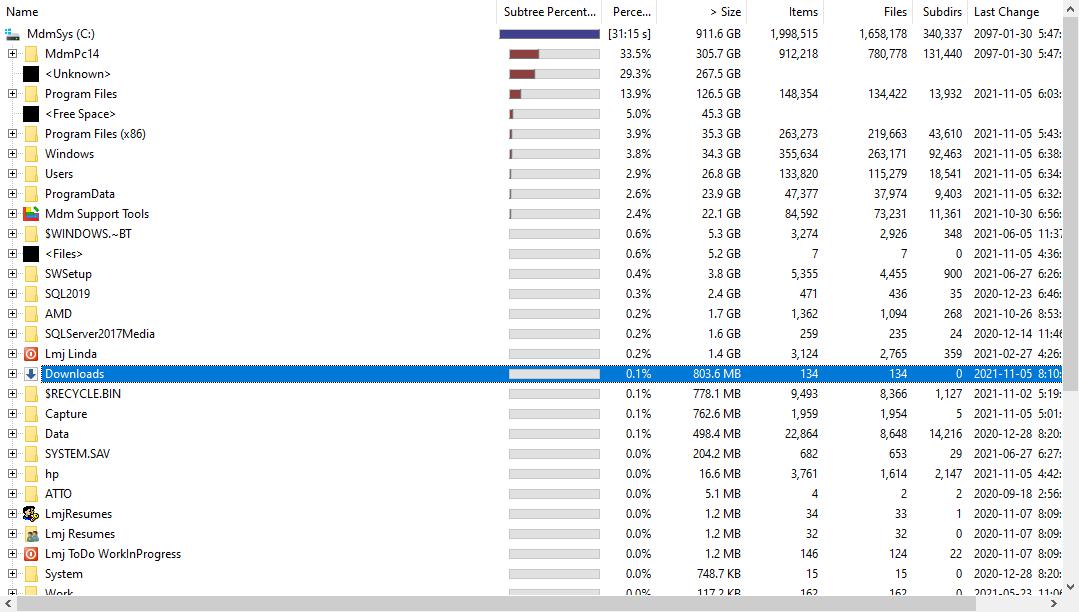 Name Subtree Percent... Perce... > Size Items Files Subdirs Last Change
MdmSys (C:) [31:15 s] 911.6 GB 1,998,515 1,658,178 340,337 2097-01-30 5:47:
MdmPc14 33.5% 305.7 GB 912,218 780,778 131,440 2097-01-30 5:47:
<Unknown> 29.3% 267.5 GB
Program Files 13.9% 126.5 GB 148,354 134,422 13,932 2021-11-05 6:03:
<Free Space> 5.0% 45.3 GB
Program Files (x86) 3.9% 35.3 GB 263,273 219,663 43,610 2021-11-05 5:43:
Windows 3.8% 34.3 GB 355,634 263,171 92,463 2021-11-05 6:38:
Users 2.9% 26.8 GB 133,820 115,279 18,541 2021-11-05 6:34:
ProgramData 2.6% 23.9 GB 47,377 37,974 9,403 2021-11-05 6:32:
Mdm Support Tools 2.4% 22.1 GB 84,592 73,231 11,361 2021-10-30 6:56:
$WINDOWS.~BT 0.6% 5.3 GB 3,274 2,926 348 2021-06-05 11:37
<Files> 0.6% 5.2 GB 7 7 0 2021-11-05 4:36:
SWSetup 0.4% 3.8 GB 5,355 4,455 900 2021-06-27 6:26:
SQL2019 0.3% 2.4 GB 471 436 35 2020-12-23 6:46:
AMD 0.2% 1.7 GB 1,362 1,094 268 2021-10-26 8:53:
SQLServer2017Media 0.2% 1.6 GB 259 235 24 2020-12-14 11:46
Lmj Linda 0.2% 1.4 GB 3,124 2,765 359 2021-02-27 4:26:
Downloads 0.1% 803.6 MB 134 134 0 2021-11-05 8:10:
$RECYCLE.BIN 0.1% 778.1 MB 9,493 8,366 1,127 2021-11-02 5:19:
Capture 0.1% 762.6 MB 1,959 1,954 5 2021-11-05 5:01:
Data 0.1% 498.4 MB 22,864 8,648 14,216 2020-12-28 8:20:
SYSTEM.SAV 0.0% 204.2 MB 682 653 29 2021-06-27 6:27:
hp 0.0% 16.6 MB 3,761 1,614 2,147 2021-11-05 4:42:
ATTO 0.0% 5.1 MB 4 2 2 2020-09-18 2:56:
LmjResumes 0.0% 1.2 MB 34 33 1 2020-11-07 8:09:
Lmj Resumes 0.0% 1.2 MB 32 32 0 2020-11-07 8:09:
Lmj ToDo WorkInProgress 0.0% 1.2 MB 146 124 22 2020-11-07 8:09:
System 0.0% 748.7 KB 15 15 0 2020-12-28 8:20:
Work 0.0% 117.2 KB 162 162 0 2021-05-23 11:06